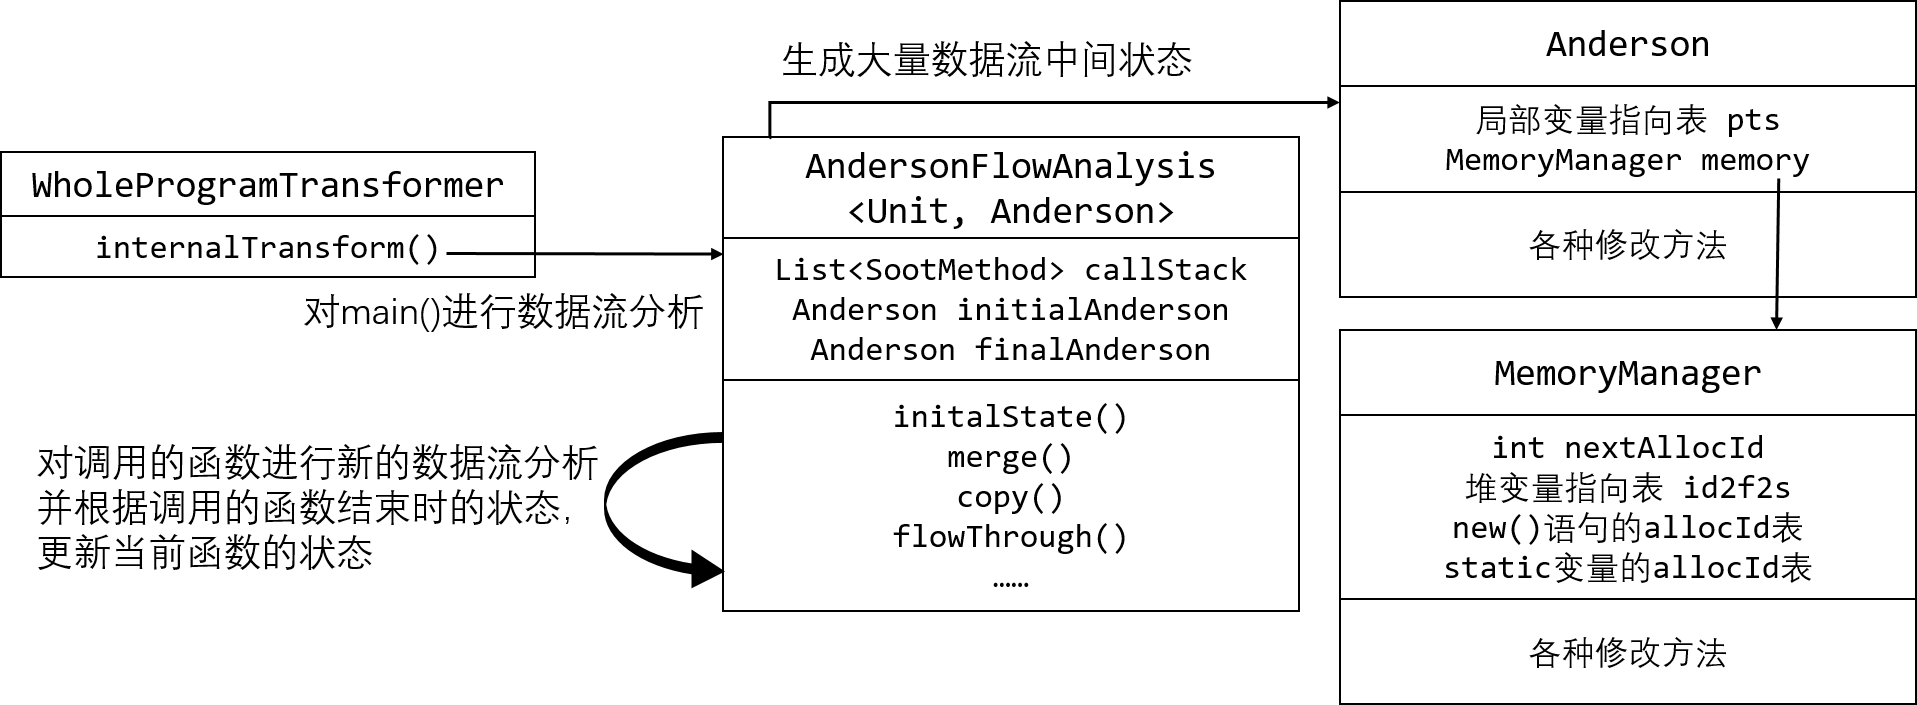 WholeProgramTransformer
internalTransform()
对main()进行数据流分析
对调用的函数进行新的数据流分析
并根据调用的函数结束时的状态,
更新当前函数的状态
生成大量数据流中间状态
AndersonFlowAnalysis
<Unit, Anderson>
List<SootMethod> callStack
Anderson initialAnderson
Anderson finalAnderson
initalState()
merge()
copy()
flowThrough()
……
Anderson
局部变量指向表 pts
MemoryManager memory
各种修改方法
MemoryManager
int nextAllocId
堆变量指向表 id2f2s
new()语句的allocId表
static变量的allocId表
各种修改方法